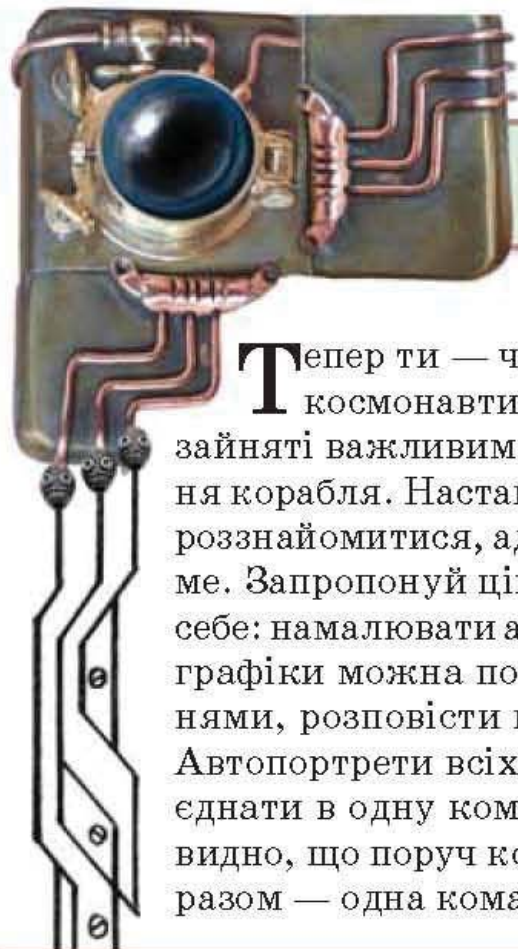 Тепер ти — ч
космонавти
зайняті важливим
ня корабля. Наста
роззнайомитися, ад
ме. Запропонуй ці
себе: намалювати а
графіки можна по
нями, розповісти
Автопортрети всіх
єднати в одну ком
видно, що поруч ко
разом — одна кома